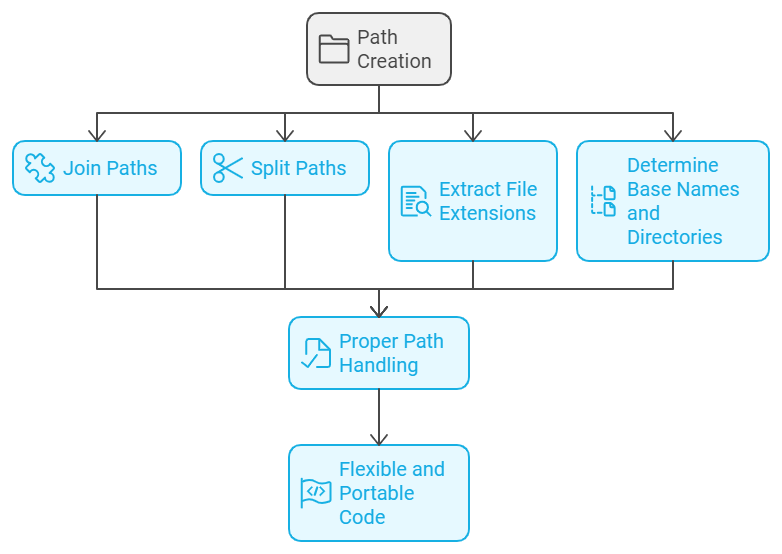 Path
Creation
Join Paths
Split Paths
Extract File
Extensions
Determine
Base Names
and
Directories
Proper Path
Handling
Flexible and
Portable
Code